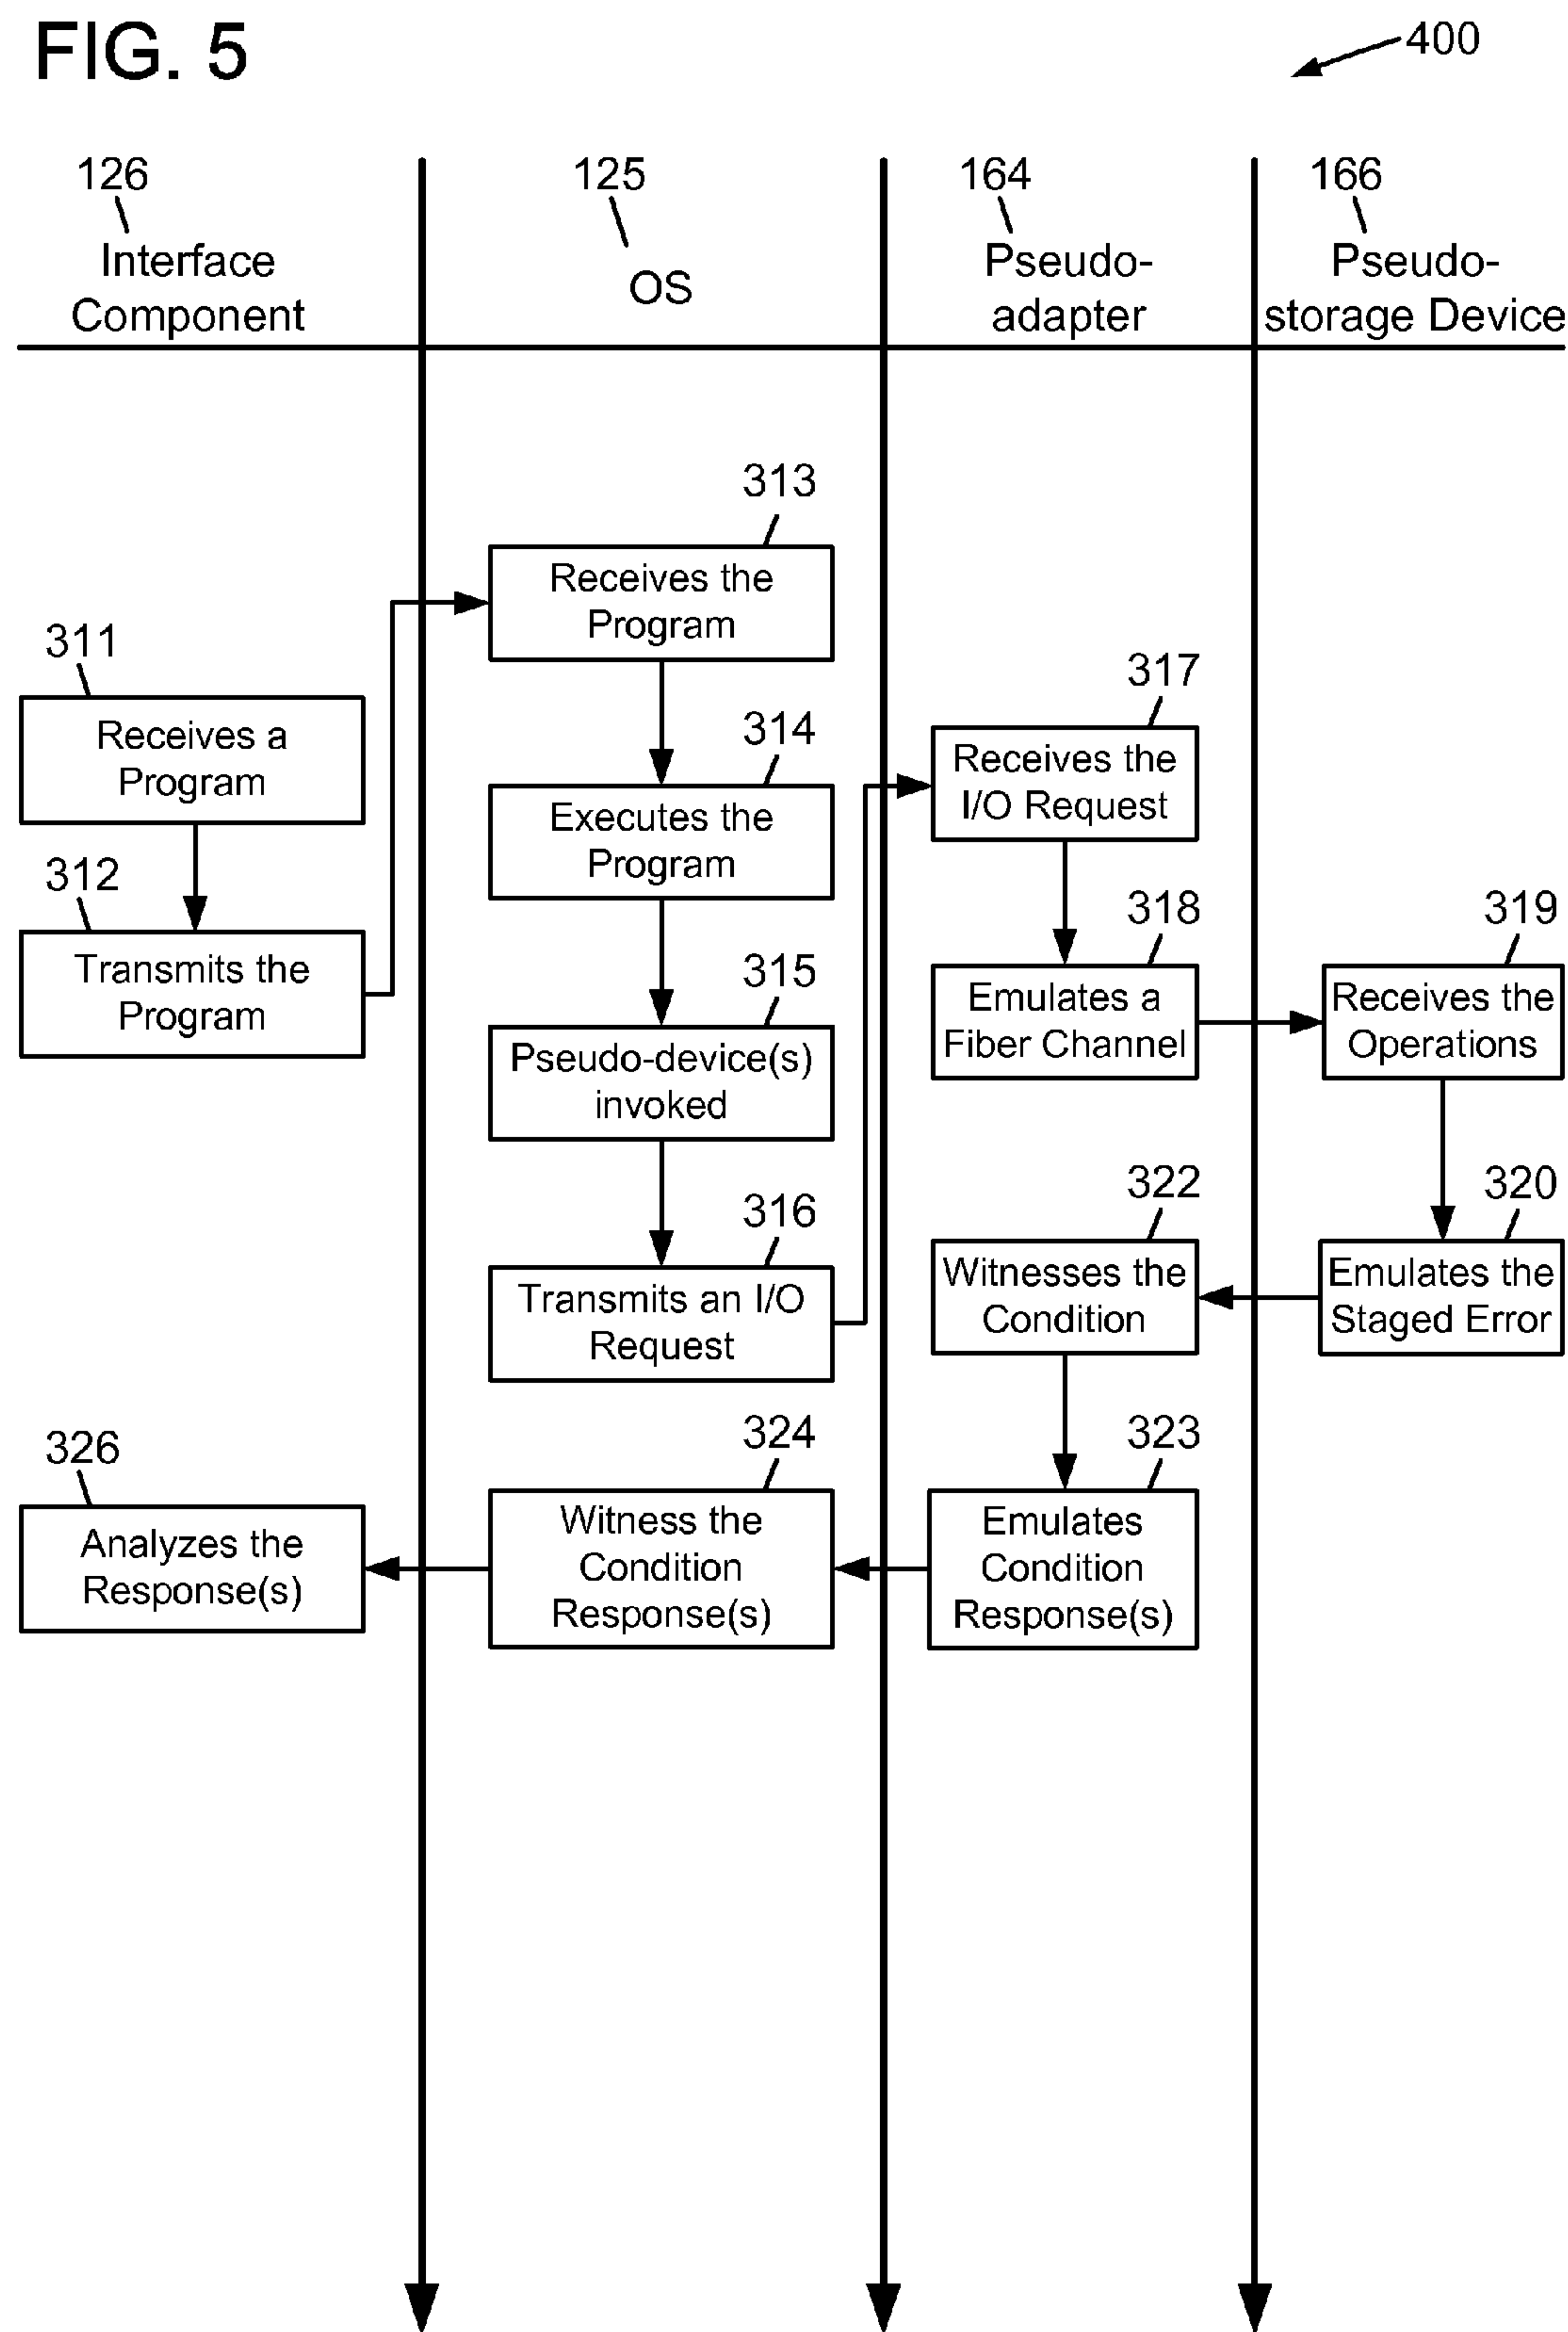 FIG. 5
400
126
Interface
Component
125
OS
164
Pseudo-
adapter
166
Pseudo-
storage Device
311
Receives a
Program
312
Transmits the
Program
313
Receives the
Program
314
Executes the
Program
315
Pseudo-device(s)
invoked
316
Transmits an I/O
Request
317
Receives the
I/O Request
318
Emulates a
Fiber Channel
319
Receives the
Operations
320
Emulates the
Staged Error
322
Witnesses the
Condition
323
Emulates
Condition
Response(s)
324
Witness the
Condition
Response(s)
326
Analyzes the
Response(s)